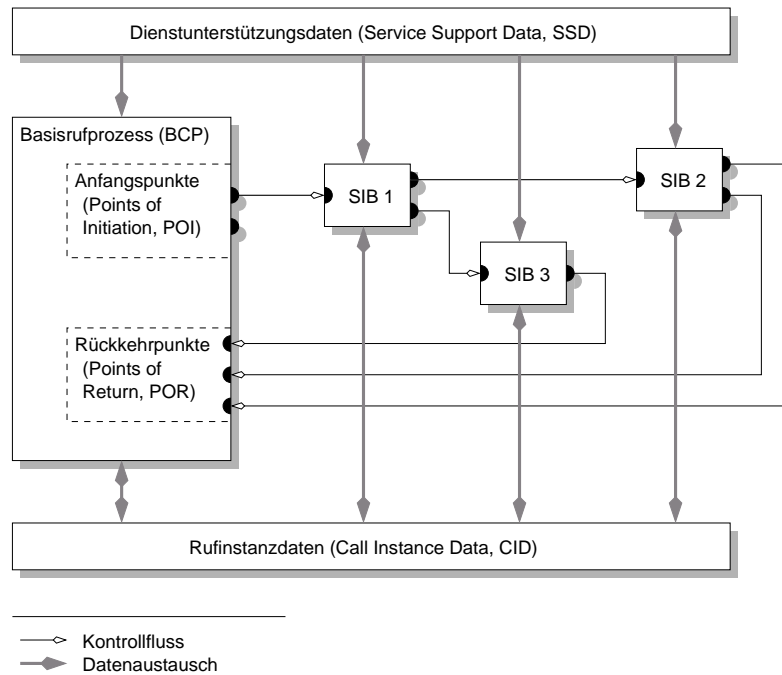 Dienstunterstützungsdaten (Service Support Data, SSD)
Basisrufprozess (BCP)
Anfangspunkte
(Points of
Initiation, POI)
SIB 1
SIB 2
SIB 3
Rückkehrpunkte
(Points of
Return, POR)
Rufinstanzdaten (Call Instance Data, CID)
Kontrollfluss
Datenaustausch